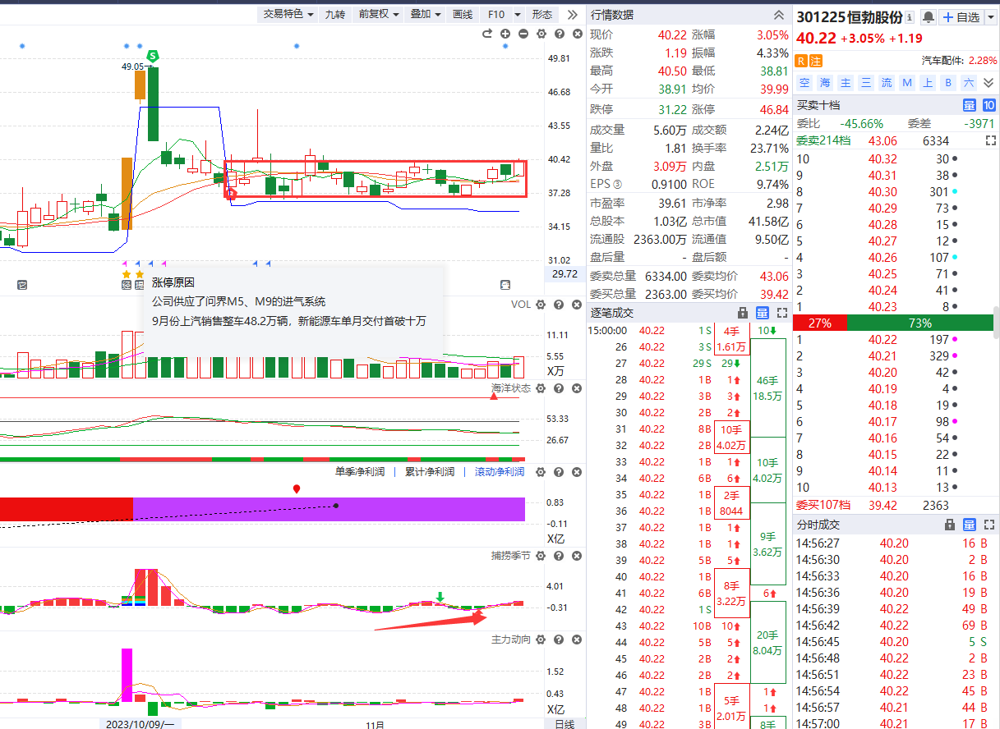 交易特色 九转 前复权 叠加 画线 F10 形态
49.81
46.68
43.55
40.42
37.28
34.15
31.02
29.72
49.05
S
涨停原因
公司供应了问界M5、M9的进气系统
9月份上汽销售整车48.2万辆，新能源车单月交付首破十万
VOL
11.11
5.55
X万
海洋状态
53.33
26.67
单季净利润 累计净利润 滚动净利润
0.83
-0.11
X亿
捕捞季节
4.01
-0.31
主力动向
1.52
0.43
X亿
2023/10/09/一 11月 日线
行情数据
现价 40.22 涨幅 3.05%
涨跌 1.19 振幅 4.33%
最高 40.50 最低 38.81
今开 38.91 均价 39.99
跌停 31.22 涨停 46.84
成交量 5.60万 成交额 2.24亿
量比 1.81 换手率 23.71%
外盘 3.09万 内盘 2.51万
EPS③ 0.9100 ROE 9.74%
市盈率 39.61 市净率 2.98
总股本 1.03亿 总市值 41.58亿
流通股 2363.00万 流通值 9.50亿
盘后量 - 盘后额 -
委卖总量 6334.00 委卖均价 43.06
委买总量 2363.00 委买均价 39.42
逐笔成交 量
15:00:00 40.22 1 S 4手 10
26 40.22 3 S 1.61万
27 40.22 29 S 29
28 40.22 1 B 1 46手
29 40.22 3 B 3 18.5万
30 40.22 2 B 2
31 40.22 8 B 10手
32 40.22 2 B 4.02万
33 40.22 1 B 1 10手
34 40.22 6 B 6 4.02万
35 40.22 1 B 2手
36 40.22 1 B 8044
37 40.22 1 B 1 9手
38 40.22 1 B 1 3.62万
39 40.22 5 B 5
40 40.22 2 B 8手
41 40.22 6 B 3.22万 6
42 40.22 1 S
43 40.22 10 B 10 20手
44 40.22 5 B 5 8.04万
45 40.22 2 B 2
46 40.22 2 B 2
47 40.22 1 B 5手 1
48 40.22 1 B 2.01万 1
49 40.22 3 B 8手
301225 恒勃股份 自选
40.22 +3.05% +1.19
R 注 汽车配件: 2.28%
空 海 主 三 流 M 上 B 六
买卖十档 量 10
委比 -45.66% 委差 -3971
委卖214档 43.06 6334
10 40.32 30
9 40.31 38
8 40.30 301
7 40.29 73
6 40.28 15
5 40.27 12
4 40.26 107
3 40.25 71
2 40.24 41
1 40.23 8
27% 73%
1 40.22 197
2 40.21 329
3 40.20 42
4 40.19 4
5 40.18 19
6 40.17 98
7 40.16 54
8 40.15 22
9 40.14 11
10 40.13 13
委买107档 39.42 2363
分时成交 量
14:56:27 40.20 16 B
14:56:30 40.20 2 B
14:56:33 40.20 16 B
14:56:36 40.20 19 B
14:56:39 40.22 49 B
14:56:42 40.22 69 B
14:56:45 40.20 5 S
14:56:48 40.22 2 B
14:56:51 40.22 23 B
14:56:54 40.22 45 B
14:56:57 40.21 44 B
14:57:00 40.21 17 B